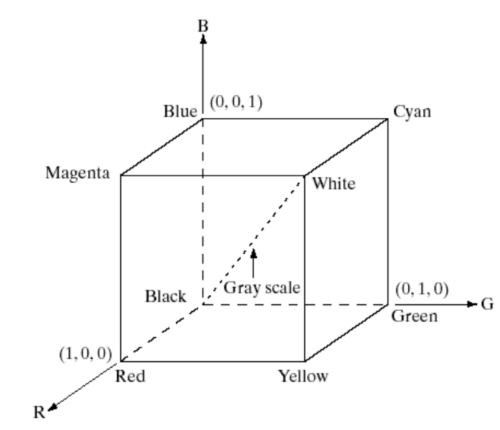 B
Blue (0, 0, 1)
Cyan
Magenta
White
Black
Gray scale
(0, 1, 0)
G
Green
(1, 0, 0)
Red
Yellow
R